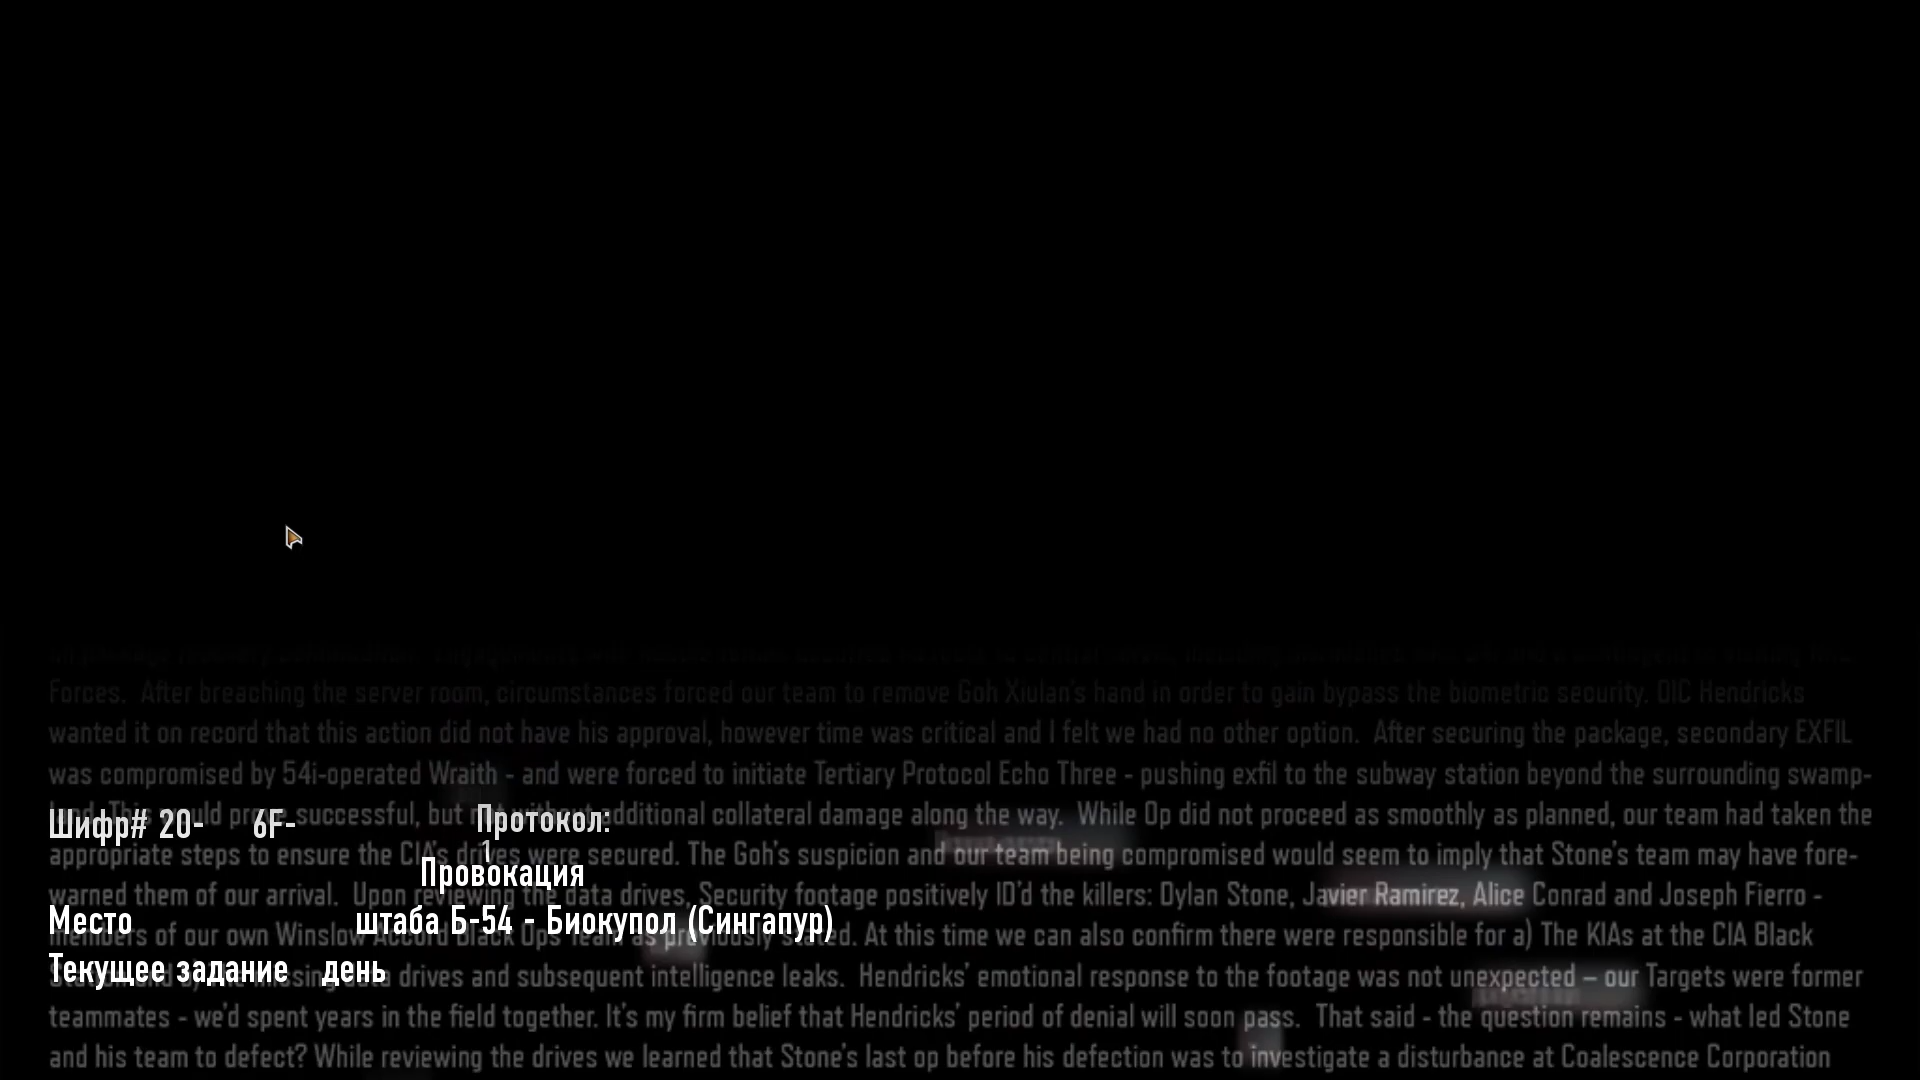 Forces. After breaching the server room, circumstances forced our team to remove Goh Xiulan's hand in order to gain bypass the biometric security. OIC Hendricks
wanted it on record that this action did not have his approval, however time was critical and I felt we had no other option. After securing the package, secondary EXFIL
was compromised by 54i-operated Wraith - and were forced to initiate Tertiary Protocol Echo Three - pushing exfil to the subway station beyond the surrounding swamp-
successful, but additional collateral damage along the way. While Op did not proceed as smoothly as planned, our team had taken the
Шифр# 20- 6F- Протокол:
1
appropriate steps to ensure the CIA's drives were secured. The Goh's suspicion and our team being compromised would seem to imply that Stone's team may have fore-
Провокация
warned them of our arrival. Upon reviewing the data drives, Security footage positively ID'd the killers: Dylan Stone, Javier Ramirez, Alice Conrad and Joseph Fierro -
Место штаба Б-54 - Биокупол (Сингапур)
members of our own Winslow Accord Black Ops Team as previously At this time we can also confirm there were responsible for a) The KIAs at the CIA Black
Текущее задание день
drives and subsequent intelligence leaks. Hendricks' emotional response to the footage was not unexpected – our Targets were former
teammates - we'd spent years in the field together. It's my firm belief that Hendricks' period of denial will soon pass. That said - the question remains - what led Stone
and his team to defect? While reviewing the drives we learned that Stone's last op before his defection was to investigate a disturbance at Coalescence Corporation